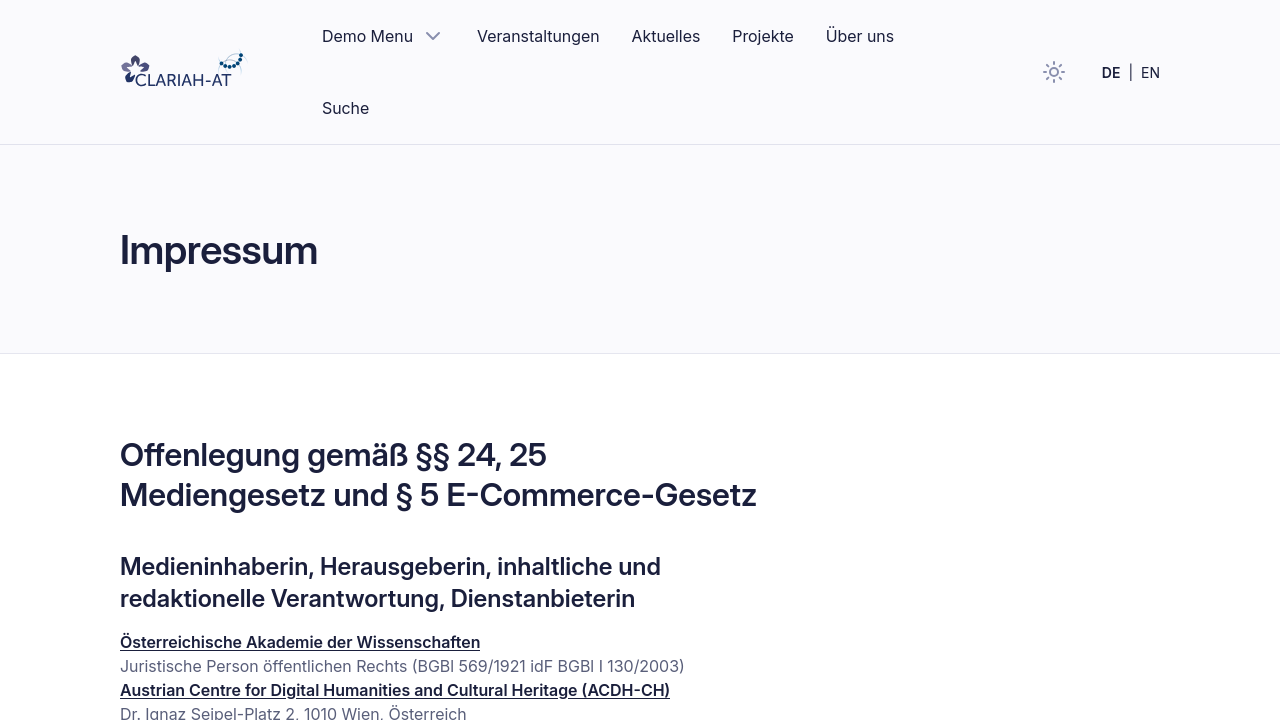 CLARIAH-AT
Demo Menu
Veranstaltungen
Aktuelles
Projekte
Über uns
Suche
DE | EN
Impressum
Offenlegung gemäß §§ 24, 25
Mediengesetz und § 5 E-Commerce-Gesetz
Medieninhaberin, Herausgeberin, inhaltliche und
redaktionelle Verantwortung, Dienstanbieterin
Österreichische Akademie der Wissenschaften
Juristische Person öffentlichen Rechts (BGBI 569/1921 idF BGBI I 130/2003)
Austrian Centre for Digital Humanities and Cultural Heritage (ACDH-CH)
Dr. Ignaz Seipel-Platz 2, 1010 Wien, Österreich